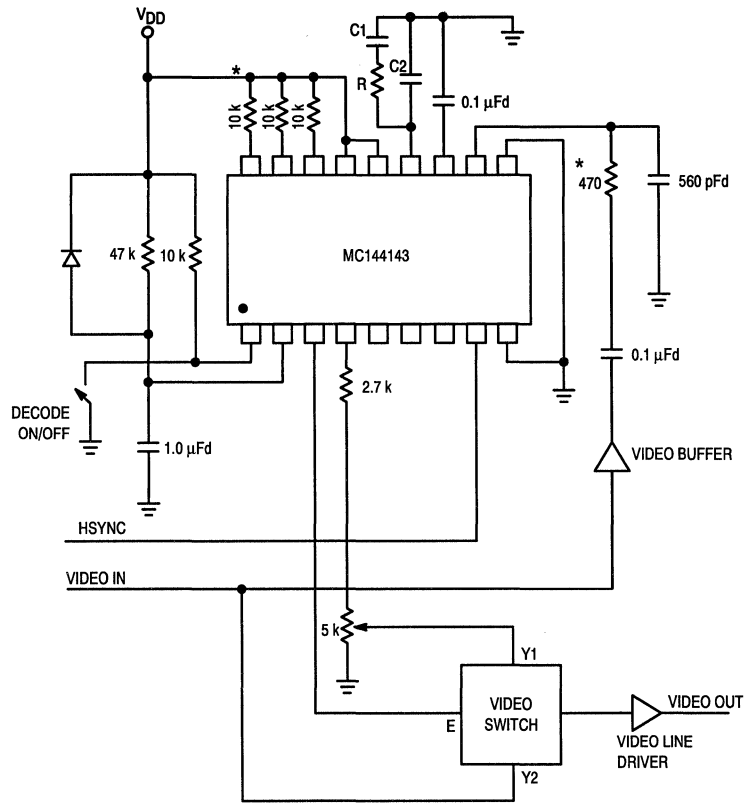 VDD
C1
*
R
C2
0.1 µFd
10 k
10 k
10 k
*
470
560 pFd
47 k
10 k
MC144143
0.1 µFd
2.7 k
DECODE
ON/OFF
1.0 µFd
VIDEO BUFFER
HSYNC
VIDEO IN
5 k
Y1
VIDEO
SWITCH
E
VIDEO OUT
VIDEO LINE
DRIVER
Y2